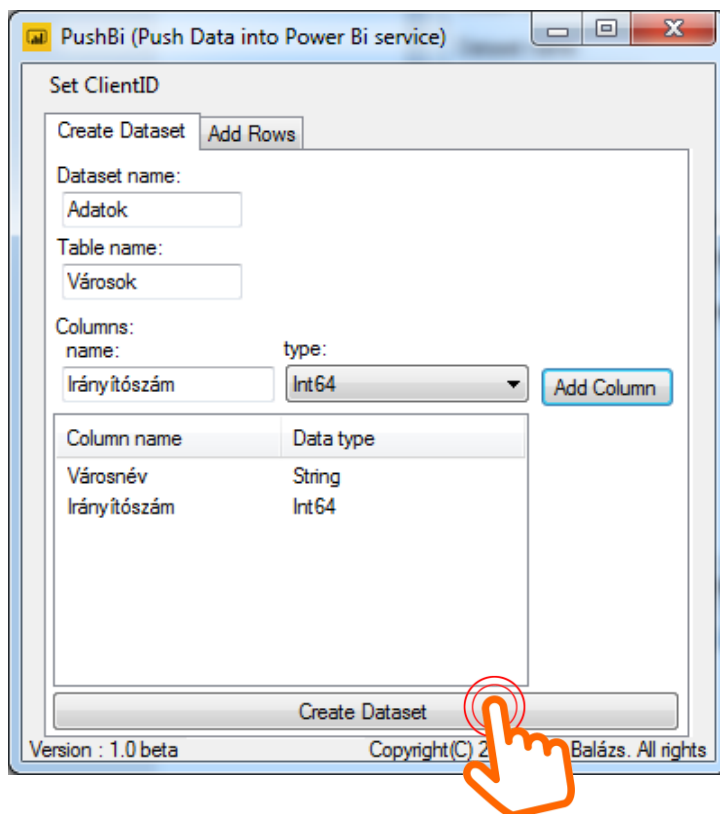 PushBi (Push Data into Power Bi service)
Set ClientID
Create Dataset Add Rows
Dataset name:
Adatok
Table name:
Városok
Columns:
name: type:
Irányítószám Int64 Add Column
Column name Data type
Városnév String
Irányítószám Int64
Create Dataset
Version : 1.0 beta Copyright(C) 2 Balázs. All rights